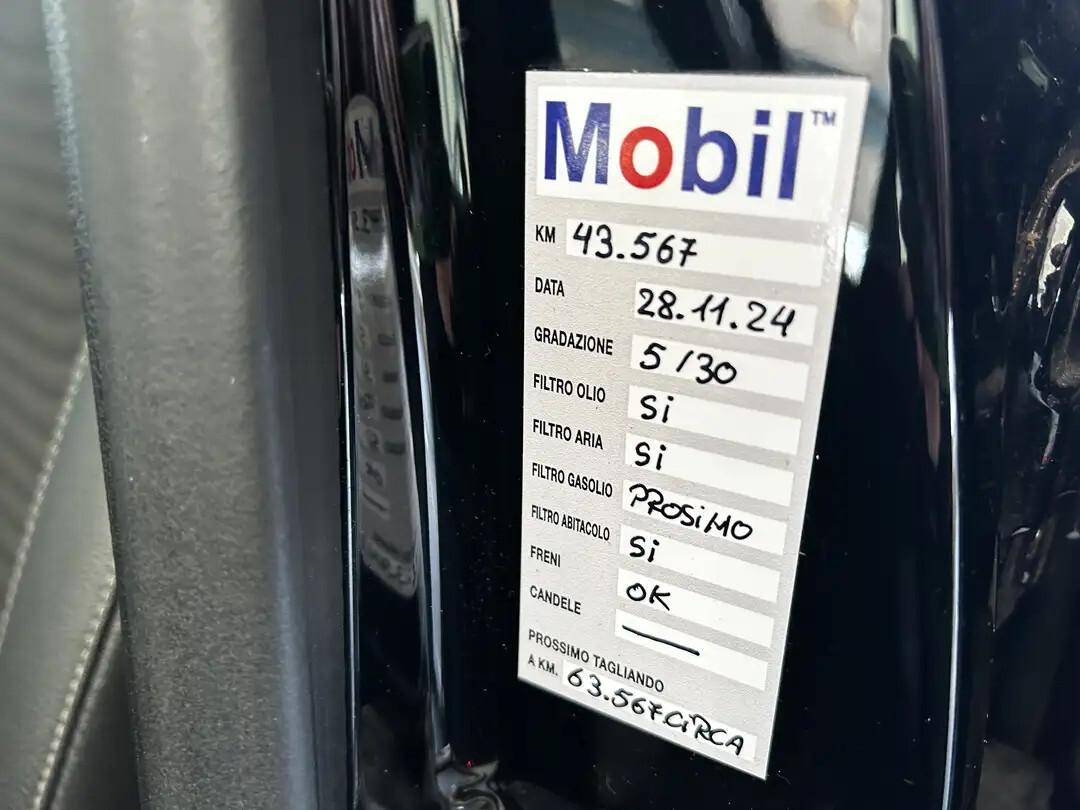 Mobil™
KM 43.567
DATA 28.11.24
GRADAZIONE 5/30
FILTRO OLIO Si
FILTRO ARIA Si
FILTRO GASOLIO PROSiMO
FILTRO ABITACOLO Si
FRENI OK
CANDELE —
PROSSIMO TAGLIANDO
A KM. 63.567 CiRCA